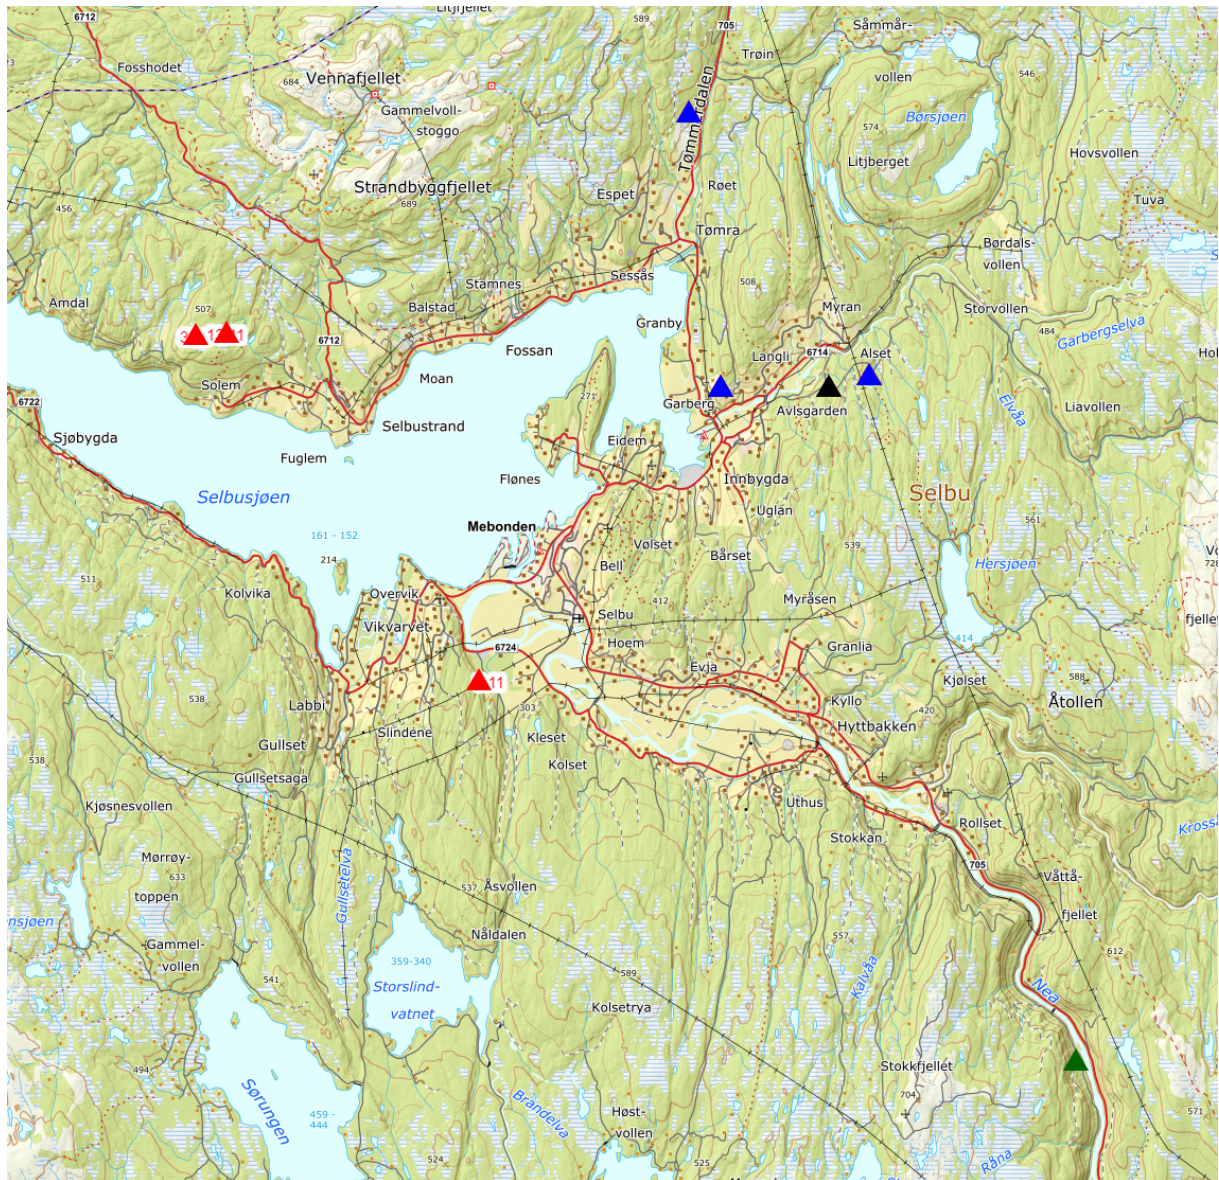 6712
Litjfjellet
589
705
Såmmår-
Trøin
vollen
546
Fosshodet
684
Vennafjellet
Gammelvoll-
stoggo
Tømmerdalen
574
Børsjøen
Litjberget
Hovsvollen
Strandbyggfjellet
689
Espet
Røet
Tuva
456
Tømra
Børdals-
vollen
Sessås
Stamnes
508
Amdal
507
Balstad
Myran
Storvollen
Granby
484
Garbergselva
6712
Fossan
Langli
6714
Alset
Solem
Moan
271
Garberg
Avlsgarden
Elvåa
Liavollen
6722
Sjøbygda
Selbustrand
Eidem
Fuglem
Flønes
Innbygda
Selbu
Selbusjøen
Uglan
Mebonden
561
161 - 152
Vølset
Bårset
539
214
Bell
Hersjøen
511
Kolvika
Overvik
412
Myråsen
Selbu
Vikvarvet
414
6724
Hoem
Granlia
Evja
Kjølset
11
588
Åtollen
538
Labbi
303
Kyllo
420
Slindene
Kleset
Hyttbakken
Gullset
538
Kolset
Gullsetsaga
Kjøsnesvollen
Uthus
Rollset
Stokkan
Mørrøy-
633
toppen
Gullsetelva
537
Åsvollen
705
Våttå-
fjellet
Nåldalen
557
Gammel-
vollen
612
541
359-340
589
Kalvåa
Storslind-
vatnet
Kolsetrya
Nea
494
Stokkfjellet
704
Sørungen
459 -
444
Brandelva
Høst-
vollen
571
524
525
Råna